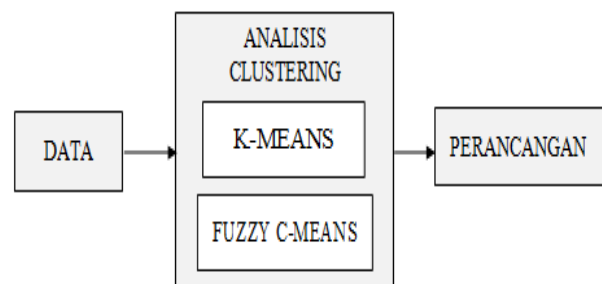 DATA
ANALISIS
CLUSTERING
K-MEANS
FUZZY C-MEANS
PERANCANGAN